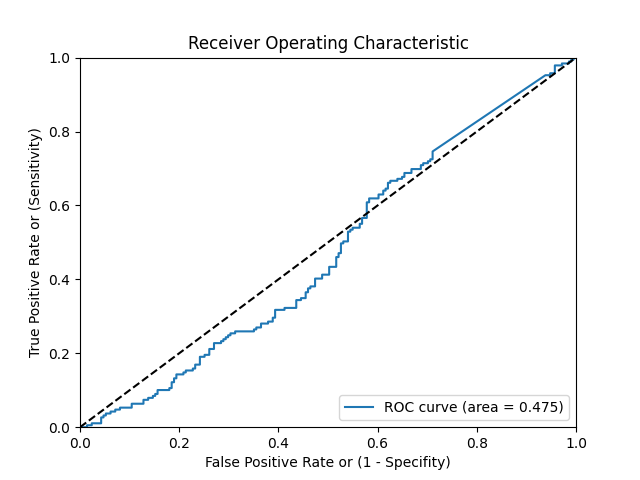 Receiver Operating Characteristic
1.0
0.8
0.6
0.4
0.2
0.0
True Positive Rate or (Sensitivity)
ROC curve (area = 0.475)
0.0 0.2 0.4 0.6 0.8 1.0
False Positive Rate or (1 - Specifity)